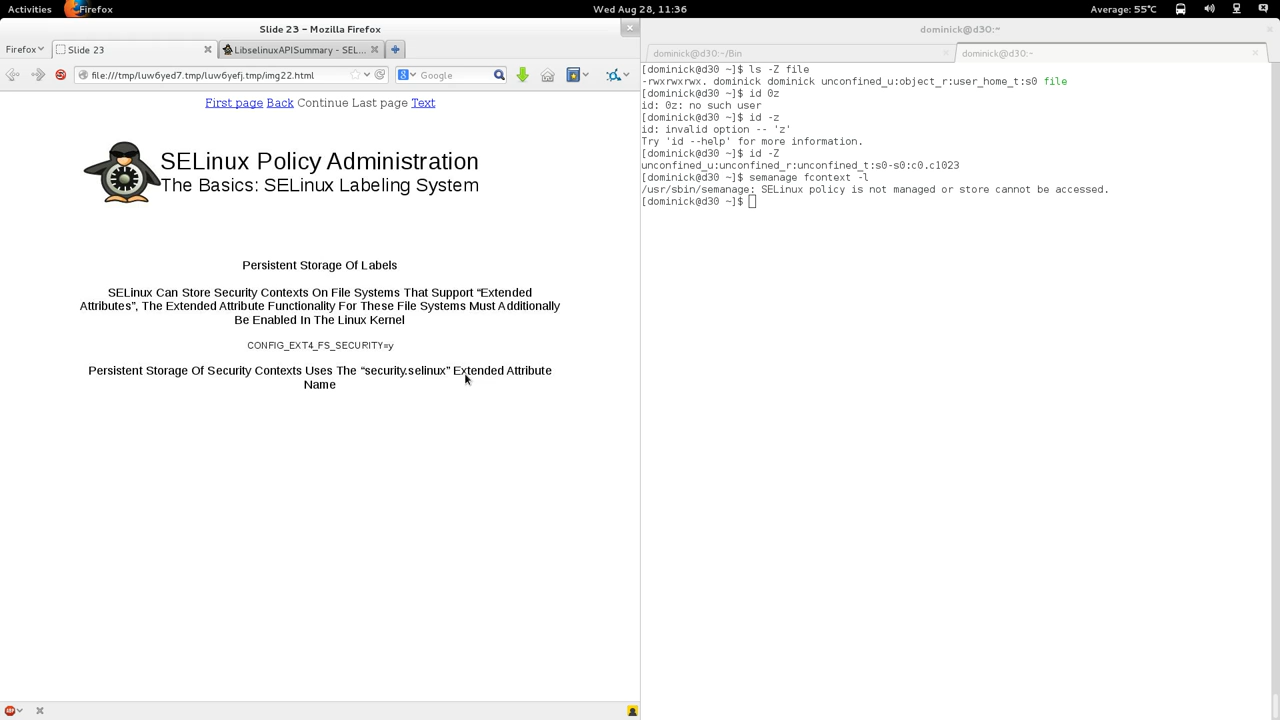 Activities Firefox Wed Aug 28, 11:36 Average: 55°C
Slide 23 - Mozilla Firefox
Firefox Slide 23 LibselinuxAPISummary - SEL...
file:///tmp/luw6yed7.tmp/luw6yefj.tmp/img22.html Google
First page Back Continue Last page Text
SELinux Policy Administration
The Basics: SELinux Labeling System
Persistent Storage Of Labels
SELinux Can Store Security Contexts On File Systems That Support “Extended
Attributes”, The Extended Attribute Functionality For These File Systems Must Additionally
Be Enabled In The Linux Kernel
CONFIG_EXT4_FS_SECURITY=y
Persistent Storage Of Security Contexts Uses The “security.selinux” Extended Attribute
Name
dominick@d30:~
dominick@d30:~/Bin dominick@d30:~
[dominick@d30 ~]$ ls -Z file
-rwxrwxrwx. dominick dominick unconfined_u:object_r:user_home_t:s0 file
[dominick@d30 ~]$ id 0z
id: 0z: no such user
[dominick@d30 ~]$ id -z
id: invalid option -- 'z'
Try 'id --help' for more information.
[dominick@d30 ~]$ id -Z
unconfined_u:unconfined_r:unconfined_t:s0-s0:c0.c1023
[dominick@d30 ~]$ semanage fcontext -l
/usr/sbin/semanage: SELinux policy is not managed or store cannot be accessed.
[dominick@d30 ~]$